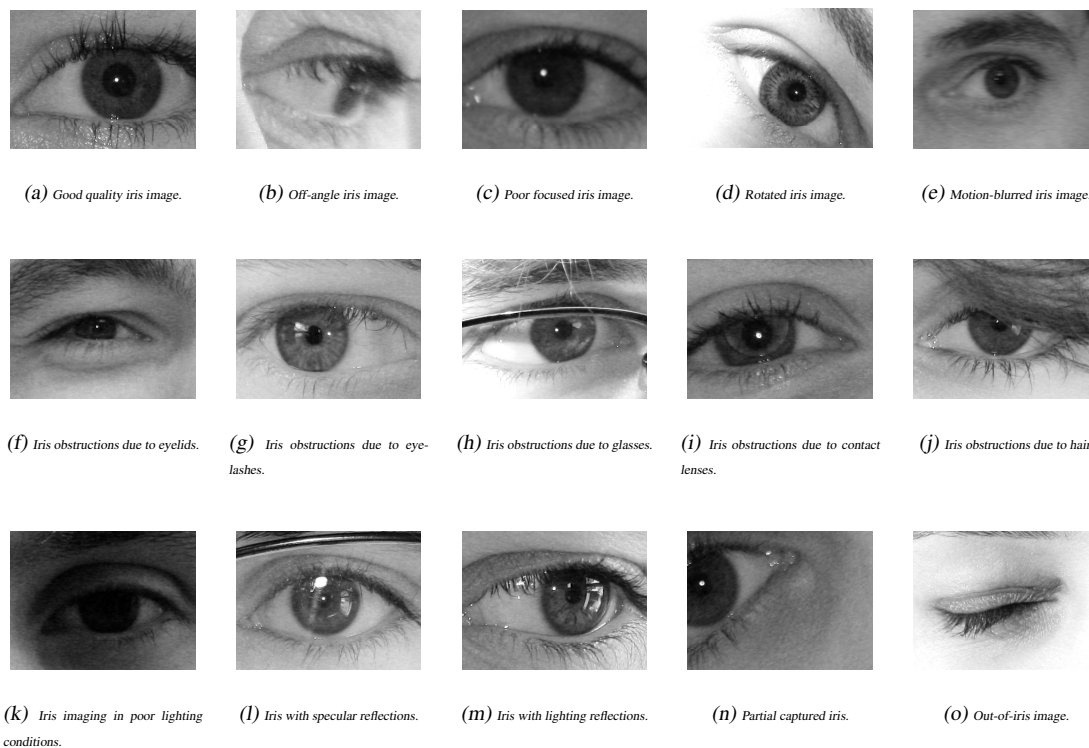 (a) Good quality iris image.
(b) Off-angle iris image.
(c) Poor focused iris image.
(d) Rotated iris image.
(e) Motion-blurred iris image.
(f) Iris obstructions due to eyelids.
(g) Iris obstructions due to eye-
lashes.
(h) Iris obstructions due to glasses.
(i) Iris obstructions due to contact
lenses.
(j) Iris obstructions due to hair
(k) Iris imaging in poor lighting
conditions.
(l) Iris with specular reflections.
(m) Iris with lighting reflections.
(n) Partial captured iris.
(o) Out-of-iris image.